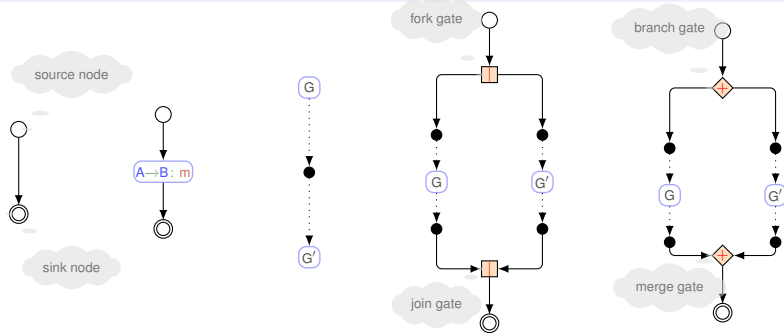 fork gate
branch gate
source node
G
A→B: m
G
G′
G
G′
G′
sink node
merge gate
join gate